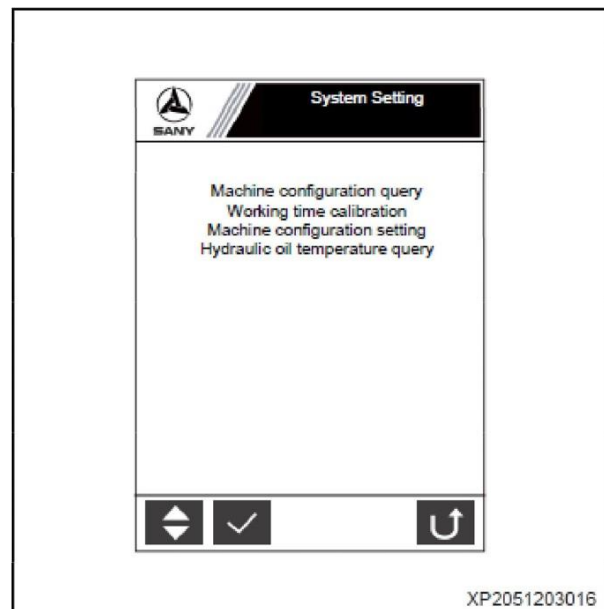 System Setting
SANY
Machine configuration query
Working time calibration
Machine configuration setting
Hydraulic oil temperature query
XP2051203016